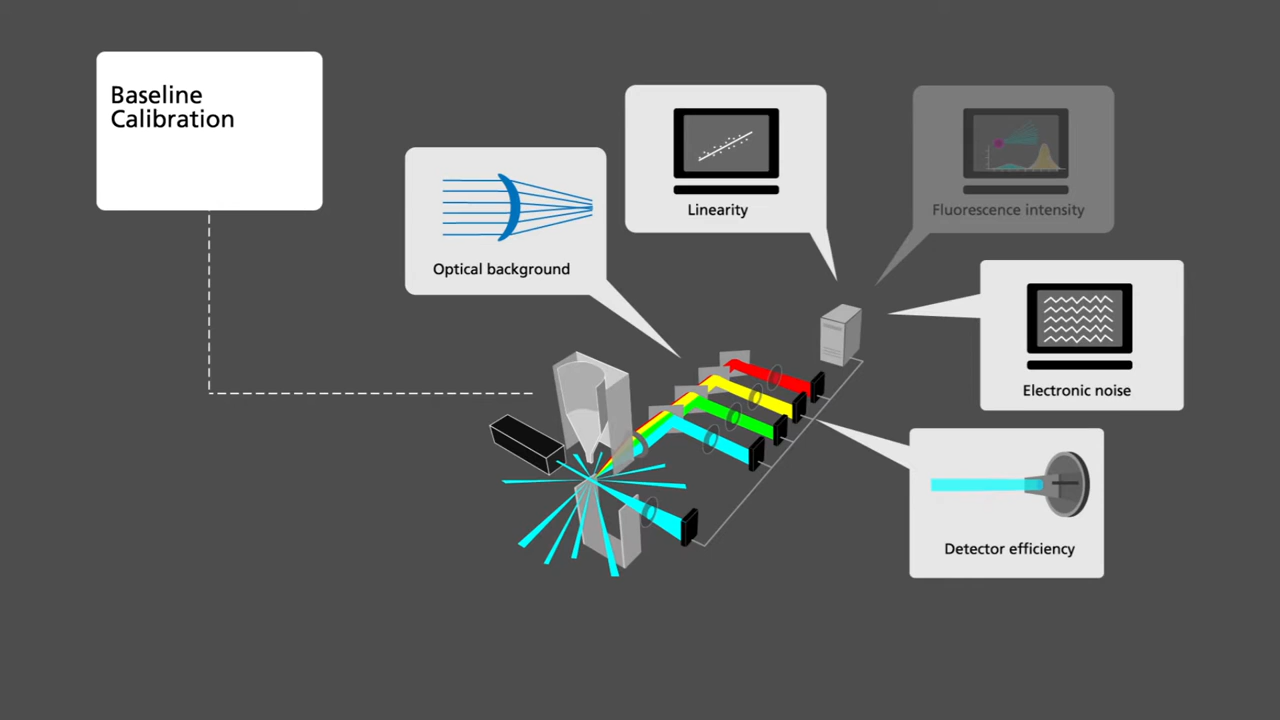 Baseline
Calibration
Optical background
Linearity
Fluorescence intensity
Electronic noise
Detector efficiency